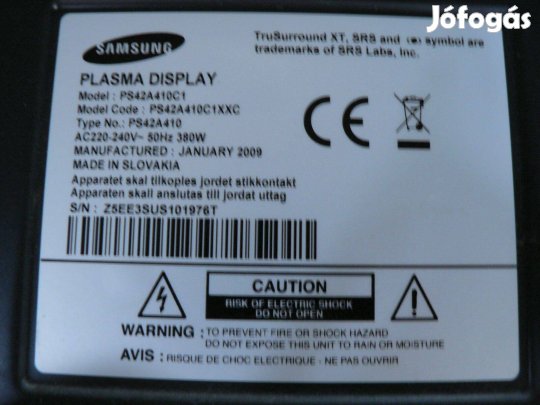 Jófogás
SAMSUNG
TruSurround XT, SRS and (●) symbol are
trademarks of SRS Labs, Inc.
PLASMA DISPLAY
Model : PS42A410C1
Model Code : PS42A410C1XXC
Type No.: PS42A410
AC220-240V~ 50Hz 380W
MANUFACTURED : JANUARY 2009
MADE IN SLOVAKIA
Apparatet skal tilkoples jordet stikkontakt
Apparaten skall anslutas till jordat uttag
S/N : Z5EE3SUS101976T
CE
CAUTION
RISK OF ELECTRIC SHOCK
DO NOT OPEN
WARNING : TO PREVENT FIRE OR SHOCK HAZARD
DO NOT EXPOSE THIS UNIT TO RAIN OR MOISTURE
AVIS : RISQUE DE CHOC ELECTRIQUE - NE PAS OUVRIR